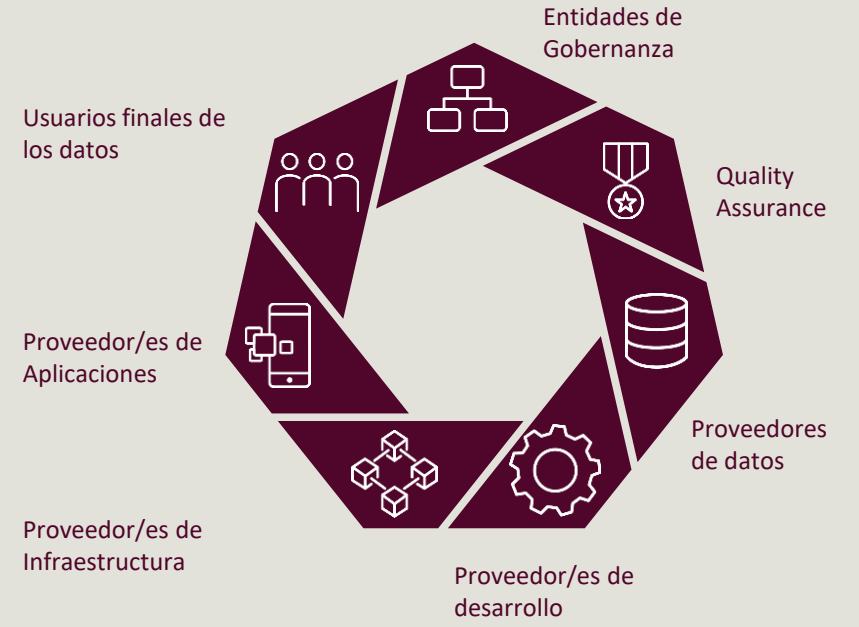 Entidades de
Gobernanza
Usuarios finales de
los datos
Quality
Assurance
Proveedor/es de
Aplicaciones
Proveedores
de datos
Proveedor/es de
Infraestructura
Proveedor/es de
desarrollo